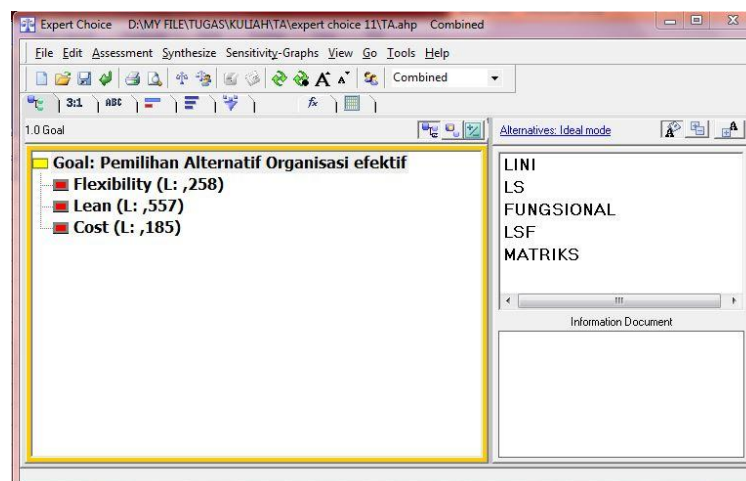 Expert Choice D:\MY FILE\TUGAS\KULIAH\TA\expert choice 11\TA.ahp Combined
File Edit Assessment Synthesize Sensitivity-Graphs View Go Tools Help
Combined
3:1 ABC fx
1.0 Goal
Alternatives: Ideal mode
Goal: Pemilihan Alternatif Organisasi efektif
Flexibility (L: ,258)
Lean (L: ,557)
Cost (L: ,185)
LINI
LS
FUNGSIONAL
LSF
MATRIKS
Information Document